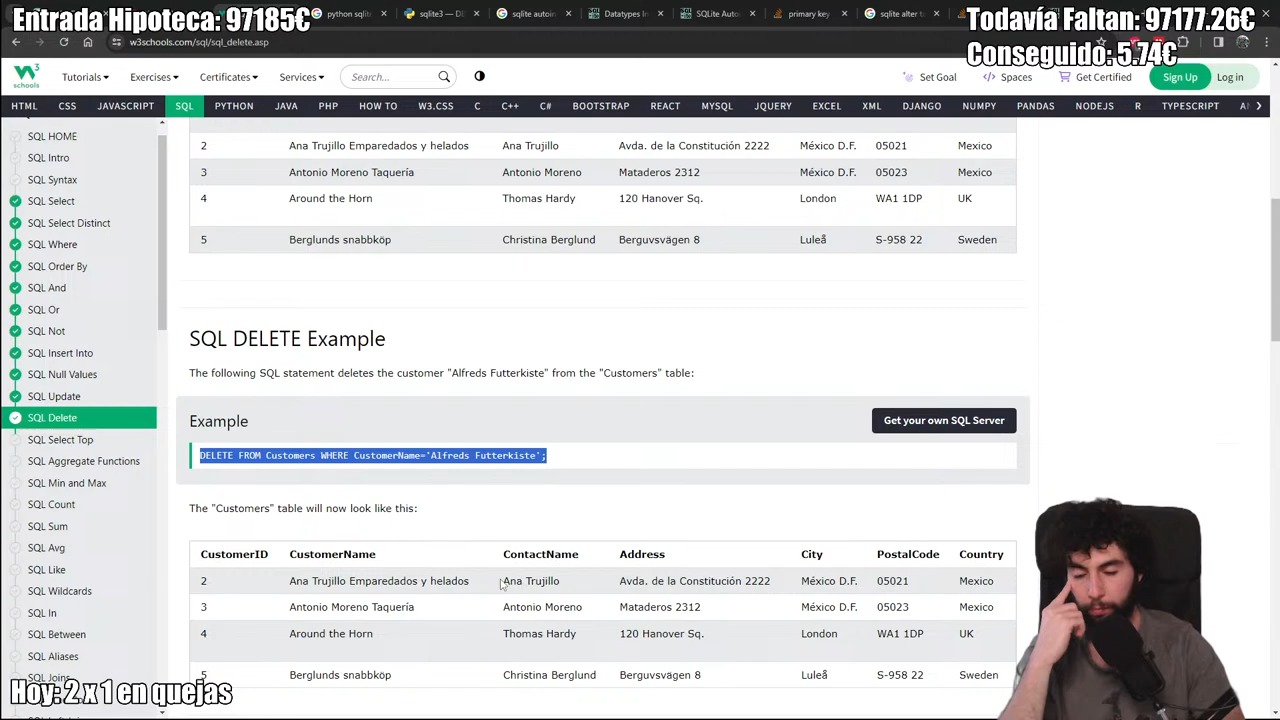 Entrada Hipoteca: 97185€
Todavía Faltan: 97177.26€
Conseguido: 5.74€
python sqlite
sqlite3
sqlite autoin
Datatypes In
SQLite Auto
primary key
sqlite alter t
w3schools.com/sql/sql_delete.asp
W3 schools
Tutorials
Exercises
Certificates
Services
Search...
Set Goal
Spaces
Get Certified
Sign Up
Log in
HTML CSS JAVASCRIPT SQL PYTHON JAVA PHP HOW TO W3.CSS C C++ C# BOOTSTRAP REACT MYSQL JQUERY EXCEL XML DJANGO NUMPY PANDAS NODEJS R TYPESCRIPT
SQL HOME
SQL Intro
SQL Syntax
SQL Select
SQL Select Distinct
SQL Where
SQL Order By
SQL And
SQL Or
SQL Not
SQL Insert Into
SQL Null Values
SQL Update
SQL Delete
SQL Select Top
SQL Aggregate Functions
SQL Min and Max
SQL Count
SQL Sum
SQL Avg
SQL Like
SQL Wildcards
SQL In
SQL Between
SQL Aliases
SQL Joins
2 Ana Trujillo Emparedados y helados Ana Trujillo Avda. de la Constitución 2222 México D.F. 05021 Mexico
3 Antonio Moreno Taquería Antonio Moreno Mataderos 2312 México D.F. 05023 Mexico
4 Around the Horn Thomas Hardy 120 Hanover Sq. London WA1 1DP UK
5 Berglunds snabbköp Christina Berglund Berguvsvägen 8 Luleå S-958 22 Sweden
SQL DELETE Example
The following SQL statement deletes the customer "Alfreds Futterkiste" from the "Customers" table:
Example
Get your own SQL Server
DELETE FROM Customers WHERE CustomerName='Alfreds Futterkiste';
The "Customers" table will now look like this:
CustomerID CustomerName ContactName Address City PostalCode Country
2 Ana Trujillo Emparedados y helados Ana Trujillo Avda. de la Constitución 2222 México D.F. 05021 Mexico
3 Antonio Moreno Taquería Antonio Moreno Mataderos 2312 México D.F. 05023 Mexico
4 Around the Horn Thomas Hardy 120 Hanover Sq. London WA1 1DP UK
5 Berglunds snabbköp Christina Berglund Berguvsvägen 8 Luleå S-958 22 Sweden
Hoy: 2 x 1 en quejas